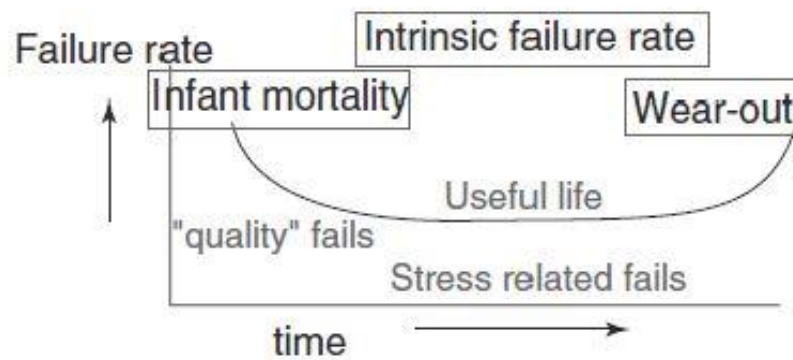 Intrinsic failure rate
Failure rate
Infant mortality
Wear-out
Useful life
"quality" fails
Stress related fails
time